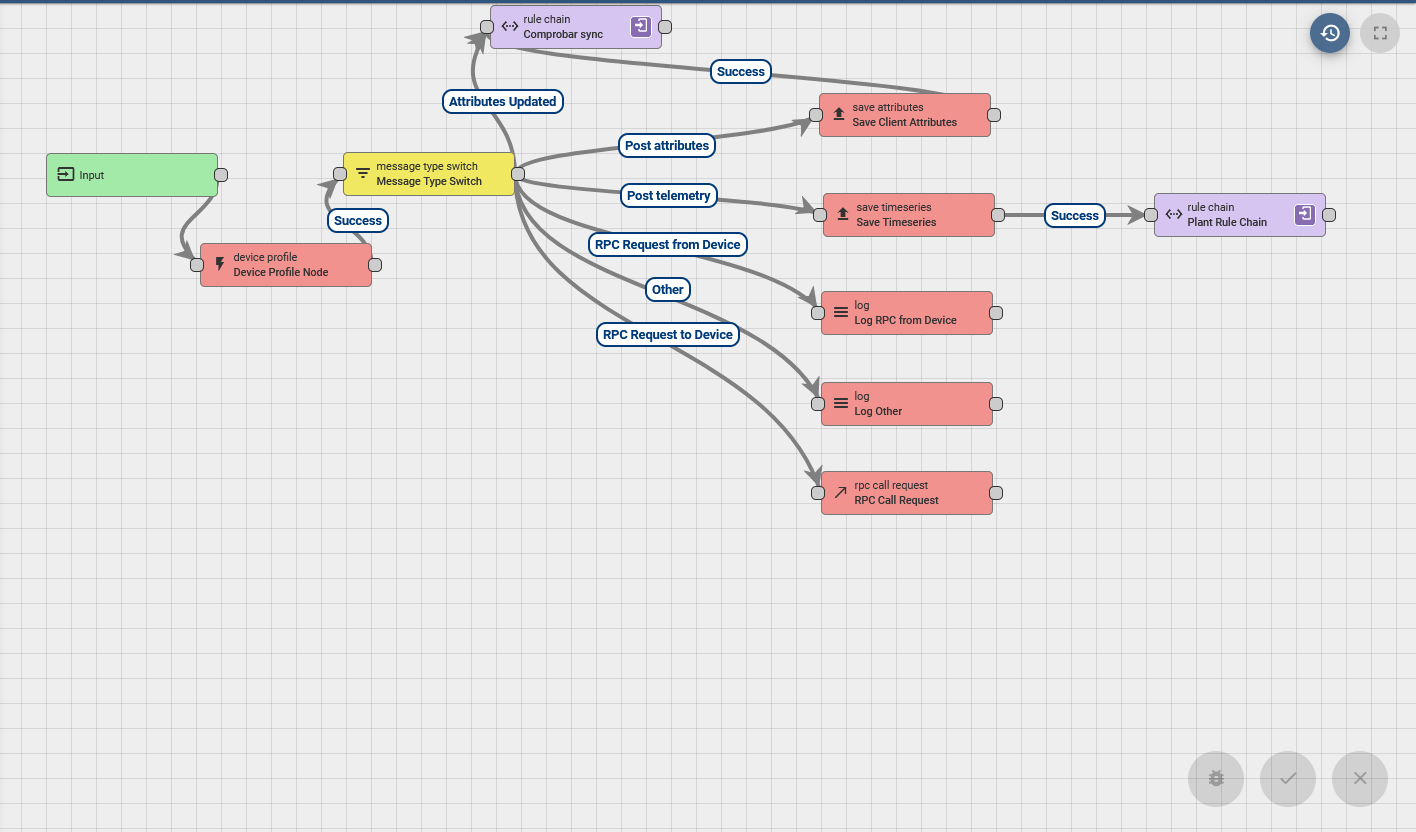 rule chain
Comprobar sync
Success
Attributes Updated
save attributes
Save Client Attributes
Post attributes
Input
message type switch
Message Type Switch
Post telemetry
save timeseries
Save Timeseries
Success
rule chain
Plant Rule Chain
Success
RPC Request from Device
device profile
Device Profile Node
Other
log
Log RPC from Device
RPC Request to Device
log
Log Other
rpc call request
RPC Call Request